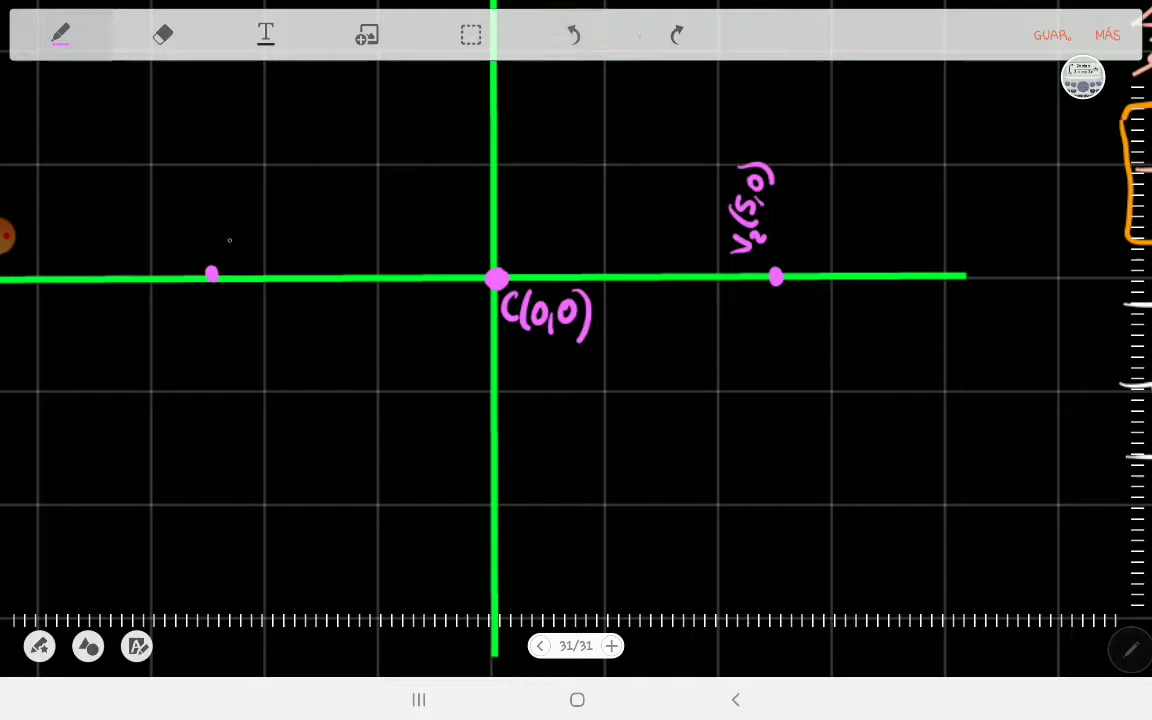 T
GUAR.
MÁS
V₂(5,0)
C(0,0)
31/31